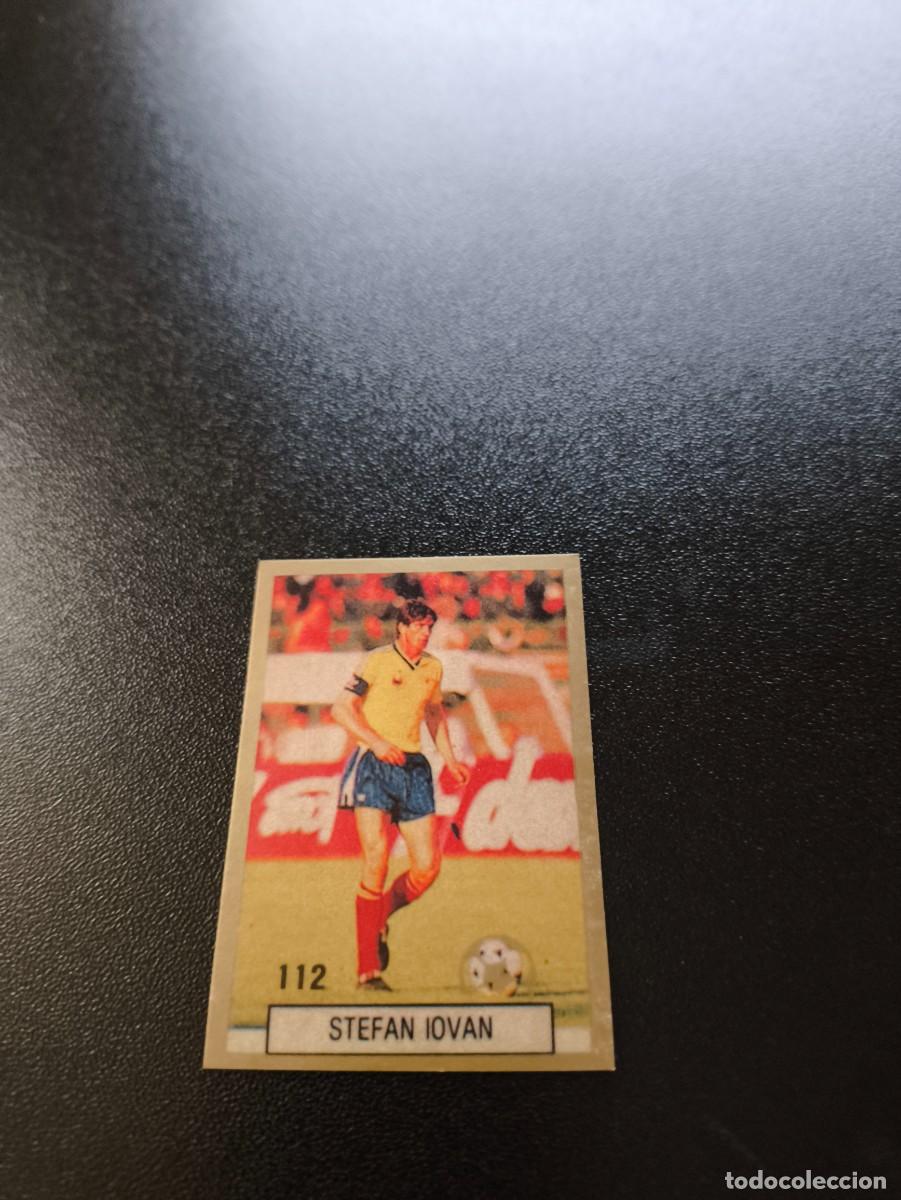 112
STEFAN IOVAN
todocoleccion